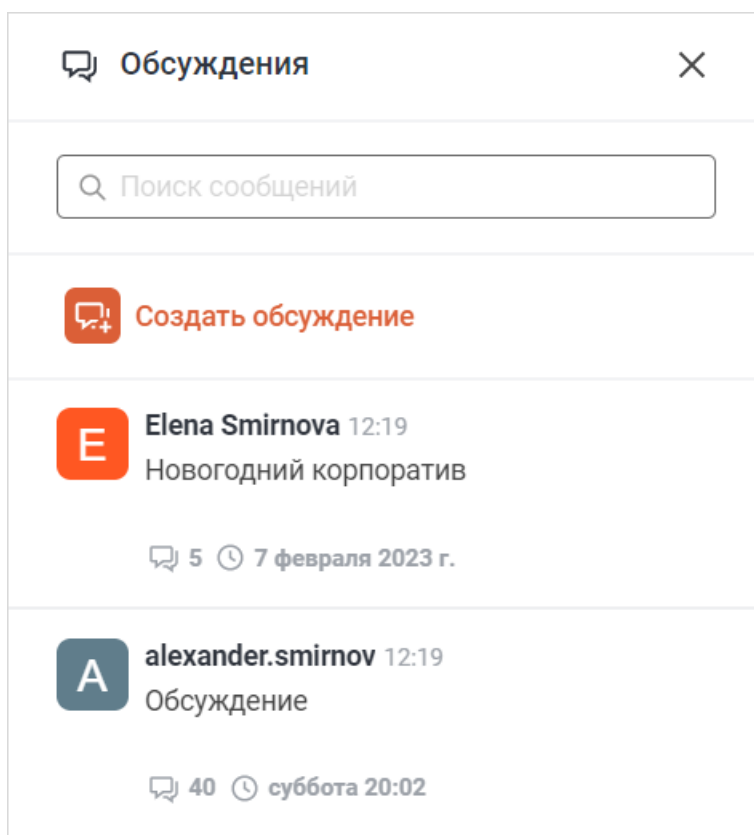 Обсуждения
Поиск сообщений
Создать обсуждение
E
Elena Smirnova 12:19
Новогодний корпоратив
5 7 февраля 2023 г.
A
alexander.smirnov 12:19
Обсуждение
40 суббота 20:02